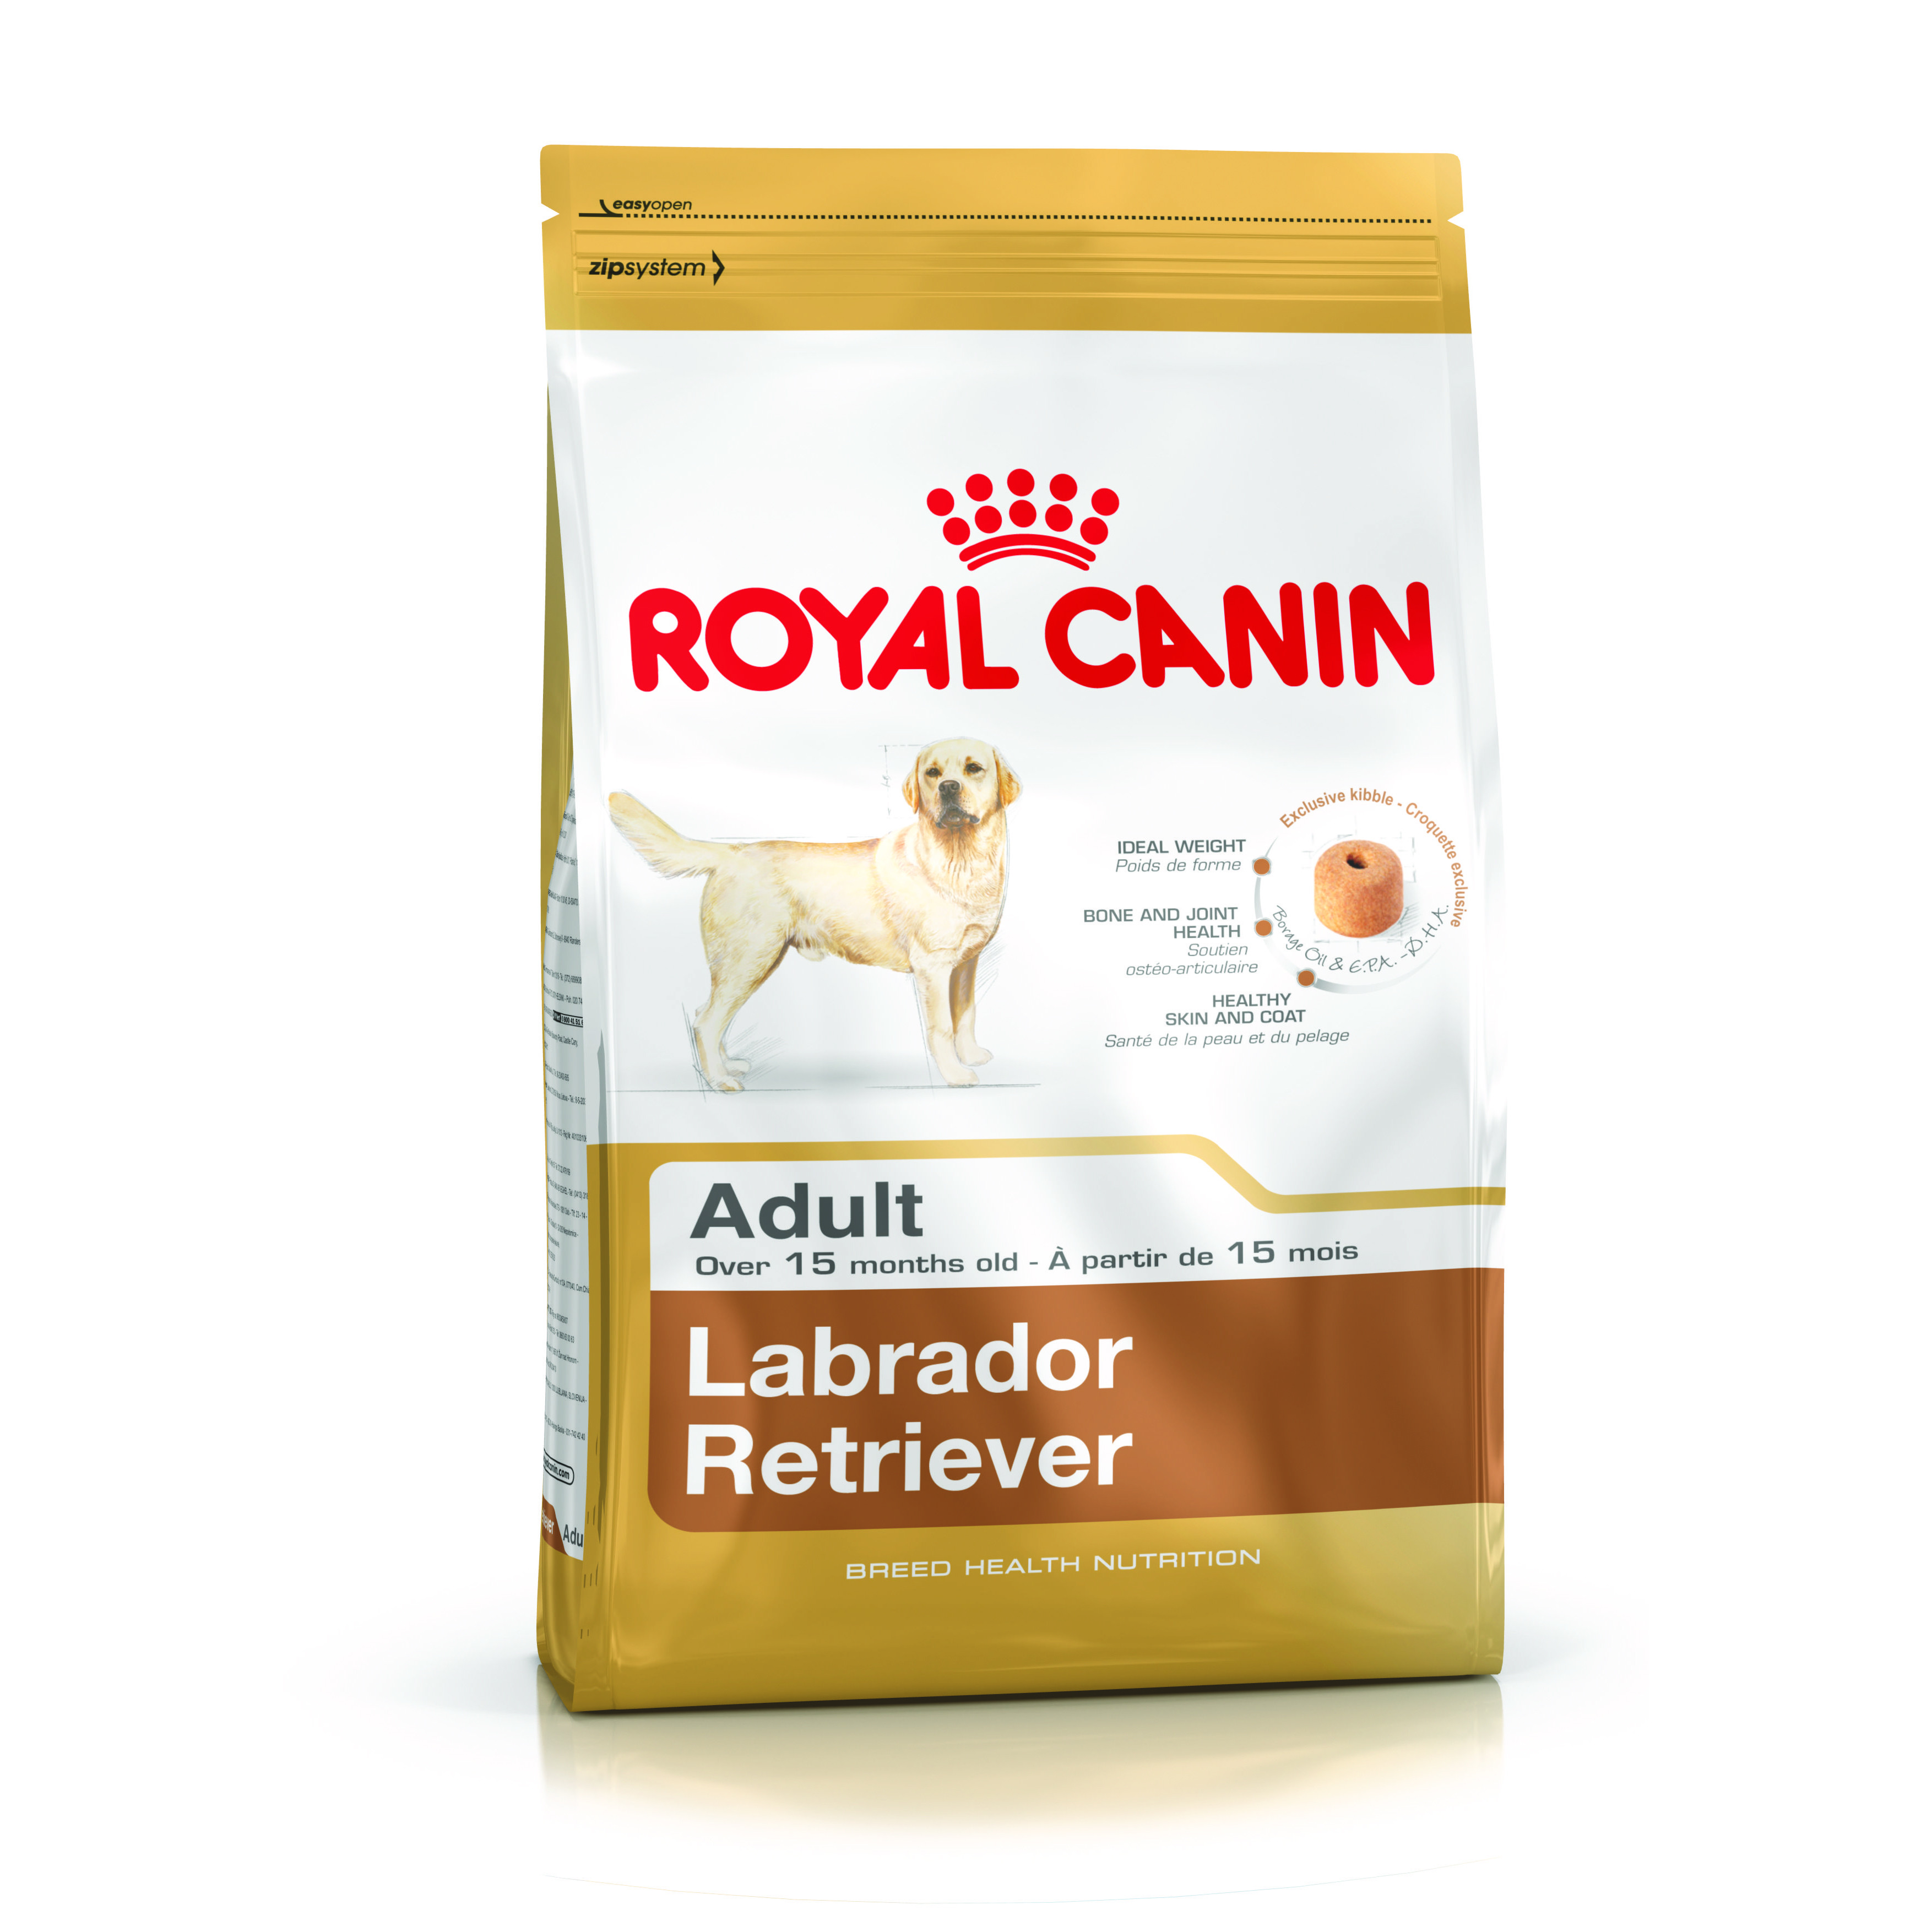 easyopen
zipsystem
ROYAL CANIN
Exclusive kibble - Croquette exclusive
IDEAL WEIGHT
Poids de forme
BONE AND JOINT
HEALTH
Soutien
ostéo-articulaire
Borage Oil & E.P.A. - D.H.A.
HEALTHY
SKIN AND COAT
Santé de la peau et du pelage
Adult
Over 15 months old - À partir de 15 mois
Labrador
Retriever
BREED HEALTH NUTRITION
Adu